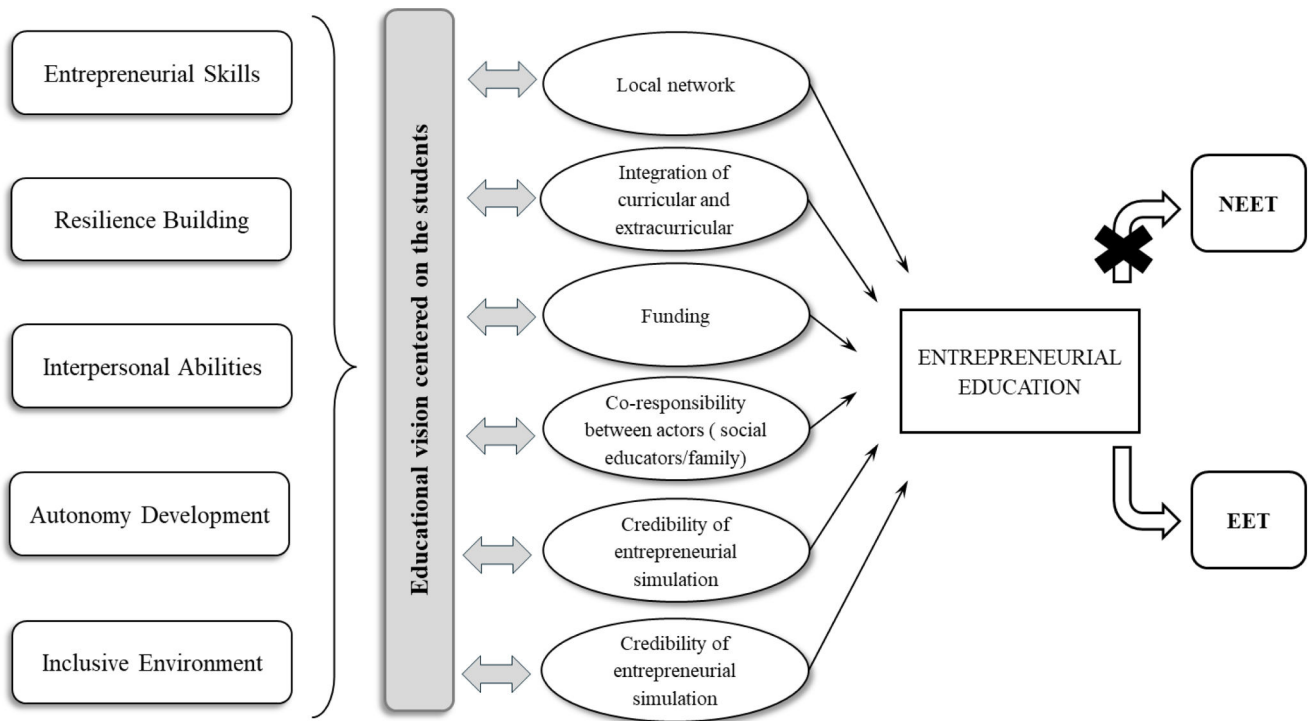 Entrepreneurial Skills
Resilience Building
Interpersonal Abilities
Autonomy Development
Inclusive Environment
Educational vision centered on the students
Local network
Integration of
curricular and
extracurricular
Funding
Co-responsibility
between actors ( social
educators/family)
Credibility of
entrepreneurial
simulation
Credibility of
entrepreneurial
simulation
ENTREPRENEURIAL
EDUCATION
NEET
EET